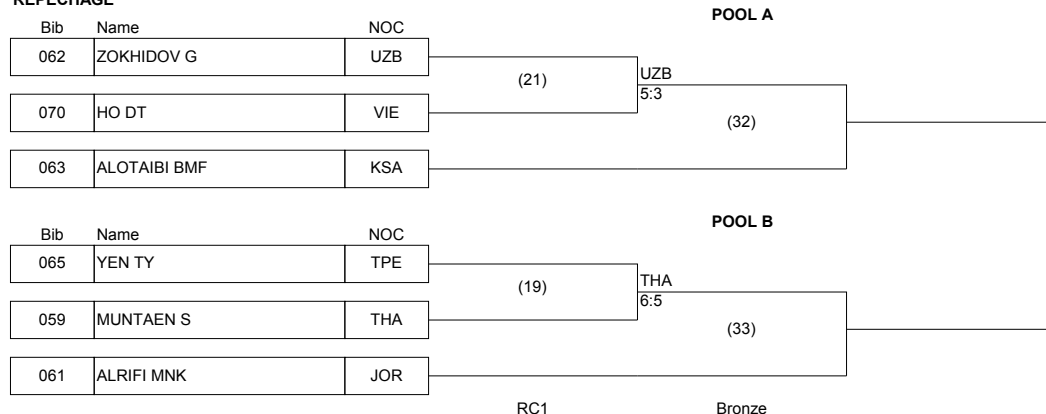 REPECHAGE
POOL A
Bib Name NOC
062 ZOKHIDOV G UZB
(21)
UZB
5:3
070 HO DT VIE
(32)
063 ALOTAIBI BMF KSA
POOL B
Bib Name NOC
065 YEN TY TPE
(19)
THA
6:5
059 MUNTAEN S THA
(33)
061 ALRIFI MNK JOR
RC1 Bronze